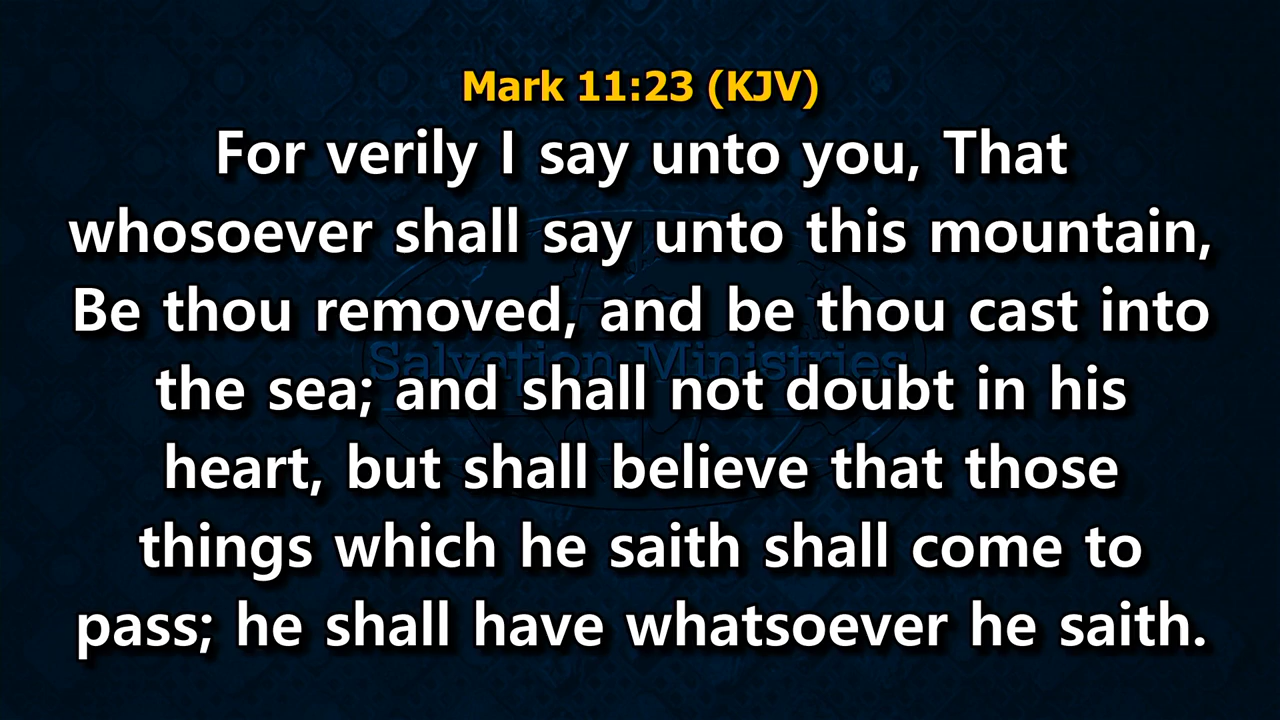 Mark 11:23 (KJV)
For verily I say unto you, That
whosoever shall say unto this mountain,
Be thou removed, and be thou cast into
Salvation Ministries
the sea; and shall not doubt in his
heart, but shall believe that those
things which he saith shall come to
pass; he shall have whatsoever he saith.